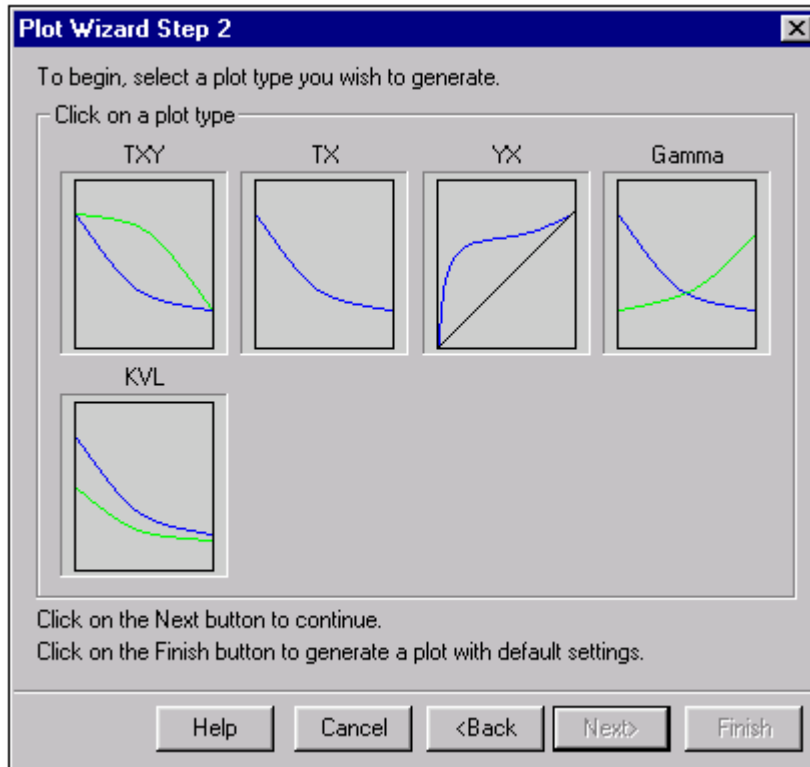 Plot Wizard Step 2
To begin, select a plot type you wish to generate.
Click on a plot type
TXY
TX
YX
Gamma
KVL
Click on the Next button to continue.
Click on the Finish button to generate a plot with default settings.
Help
Cancel
<Back
Next>
Finish